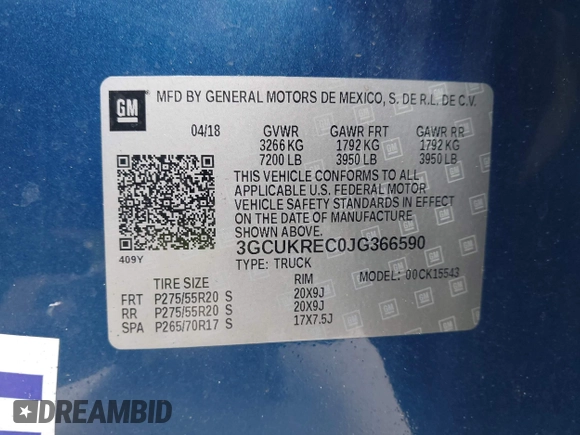 GM
MFD BY GENERAL MOTORS DE MEXICO, S. DE R.L. DE C.V.
04/18 GVWR GAWR FRT GAWR RR
3266 KG 1792 KG 1792 KG
7200 LB 3950 LB 3950 LB
THIS VEHICLE CONFORMS TO ALL
APPLICABLE U.S. FEDERAL MOTOR
VEHICLE SAFETY STANDARDS IN EFFECT
ON THE DATE OF MANUFACTURE
SHOWN ABOVE.
3GCUKREC0JG366590
409Y
TYPE: TRUCK MODEL: 00CK15543
TIRE SIZE RIM
FRT P275/55R20 S 20X9J
RR P275/55R20 S 20X9J
SPA P265/70R17 S 17X7.5J
DREAMBID